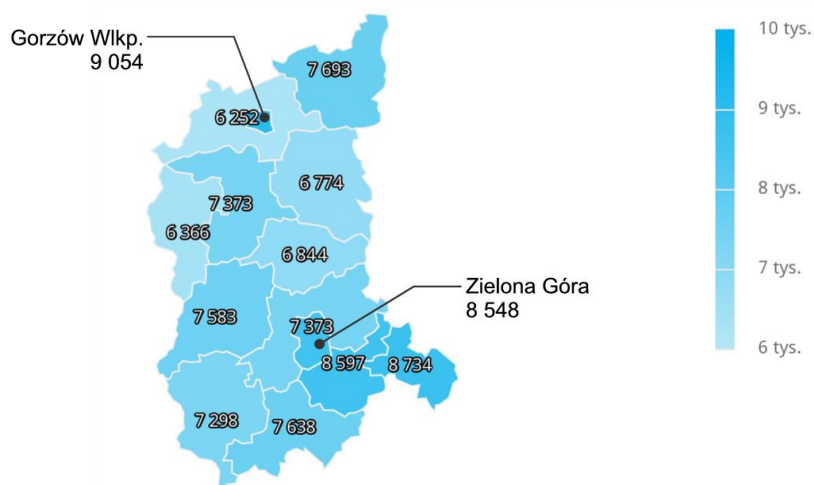 Gorzów Wlkp.
9 054
7 693
6 252
6 774
7 373
6 366
6 844
Zielona Góra
8 548
7 583
7 373
8 597
8 734
7 298
7 638
10 tys.
9 tys.
8 tys.
7 tys.
6 tys.